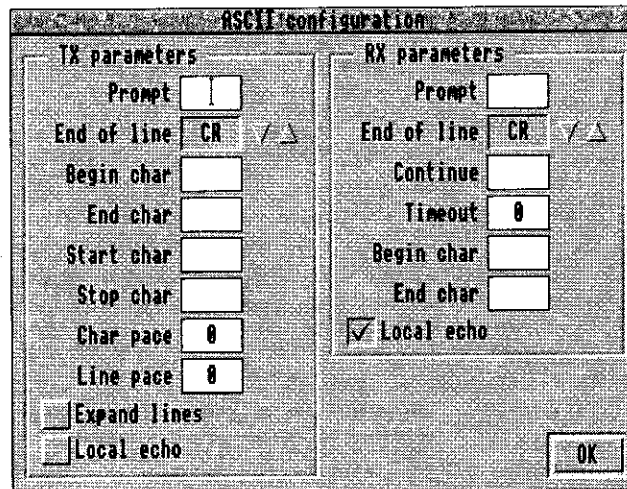 ASCII configuration
TX parameters
Prompt
End of line CR
Begin char
End char
Start char
Stop char
Char pace 0
Line pace 0
Expand lines
Local echo
RX parameters
Prompt
End of line CR
Continue
Timeout 0
Begin char
End char
Local echo
OK